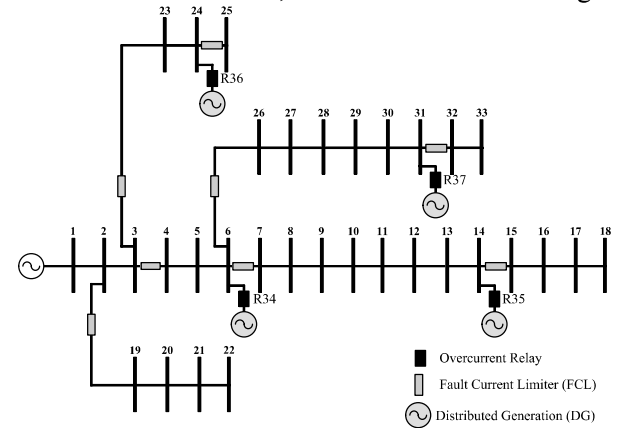 23 24 25
R36
26 27 28 29 30 31 32 33
R37
1 2 3 4 5 6 7 8 9 10 11 12 13 14 15 16 17 18
R34
R35
19 20 21 22
Overcurrent Relay
Fault Current Limiter (FCL)
Distributed Generation (DG)